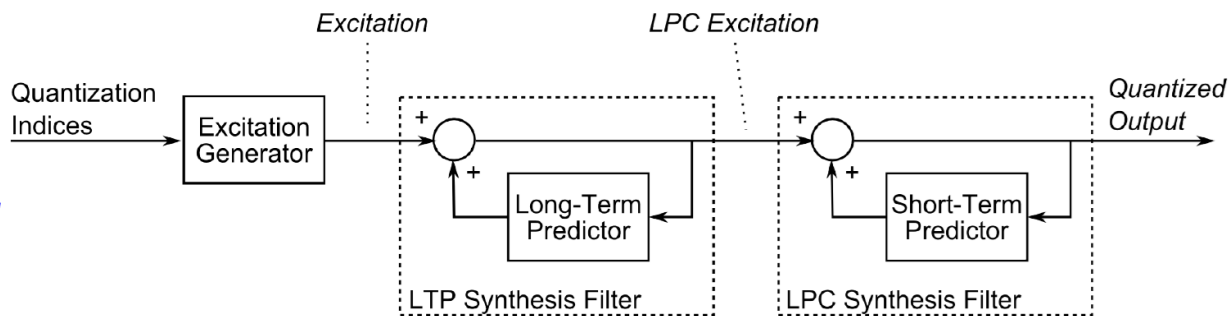 Excitation
LPC Excitation
Quantization
Indices
Excitation
Generator
+
+
Long-Term
Predictor
LTP Synthesis Filter
+
+
Short-Term
Predictor
LPC Synthesis Filter
Quantized
Output